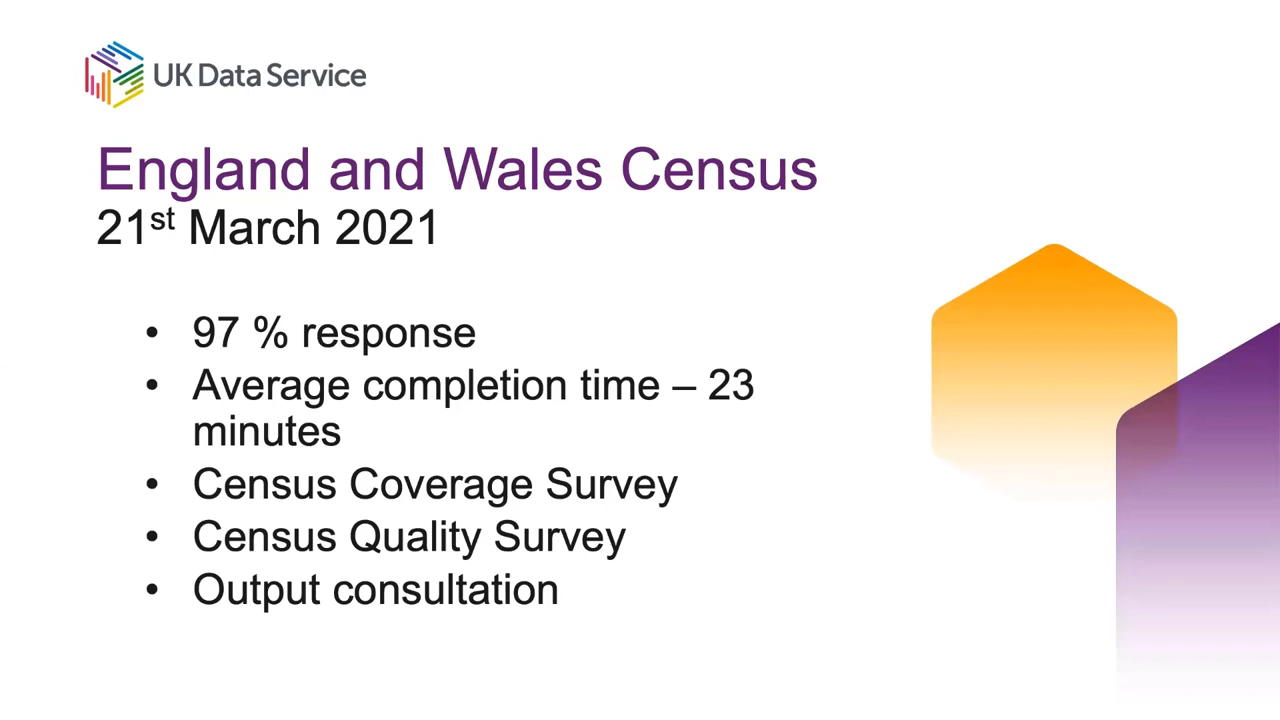 UK Data Service
England and Wales Census
21st March 2021
• 97 % response
• Average completion time – 23
minutes
• Census Coverage Survey
• Census Quality Survey
• Output consultation